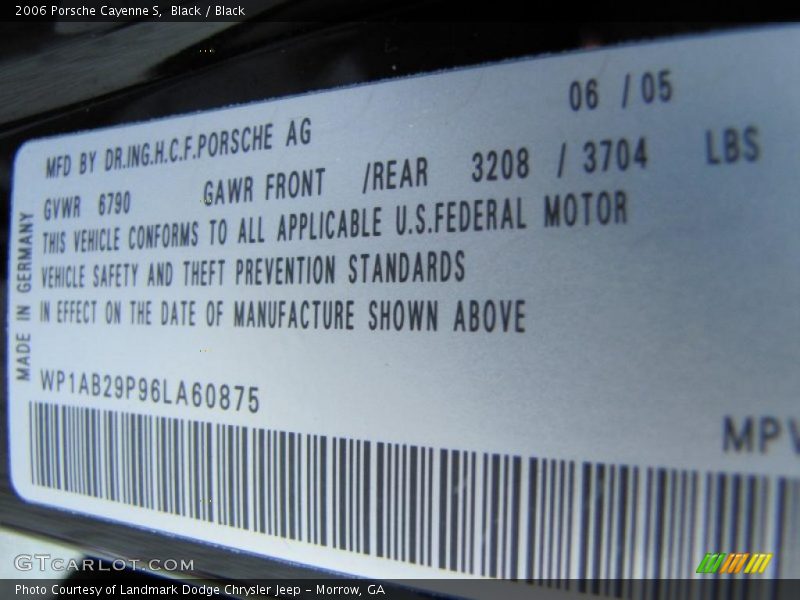 2006 Porsche Cayenne S,  Black / Black
06 / 05
MFD BY DR.ING.H.C.F.PORSCHE AG
GVWR 6790 GAWR FRONT /REAR 3208 / 3704 LBS
THIS VEHICLE CONFORMS TO ALL APPLICABLE U.S.FEDERAL MOTOR
VEHICLE SAFETY AND THEFT PREVENTION STANDARDS
IN EFFECT ON THE DATE OF MANUFACTURE SHOWN ABOVE
MADE IN GERMANY
WP1AB29P96LA60875
MPV
GTCARLOT.COM
Photo Courtesy of Landmark Dodge Chrysler Jeep - Morrow, GA